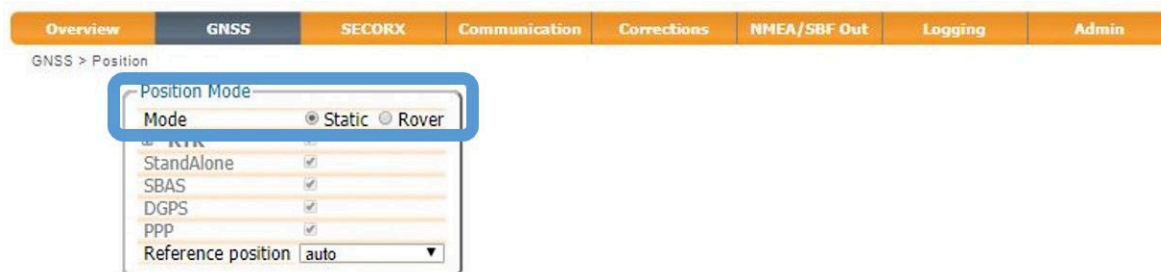 Overview GNSS SECORX Communication Corrections NMEA/SBF Out Logging Admin
GNSS > Position
Position Mode
Mode Static Rover
RTK
StandAlone
SBAS
DGPS
PPP
Reference position auto